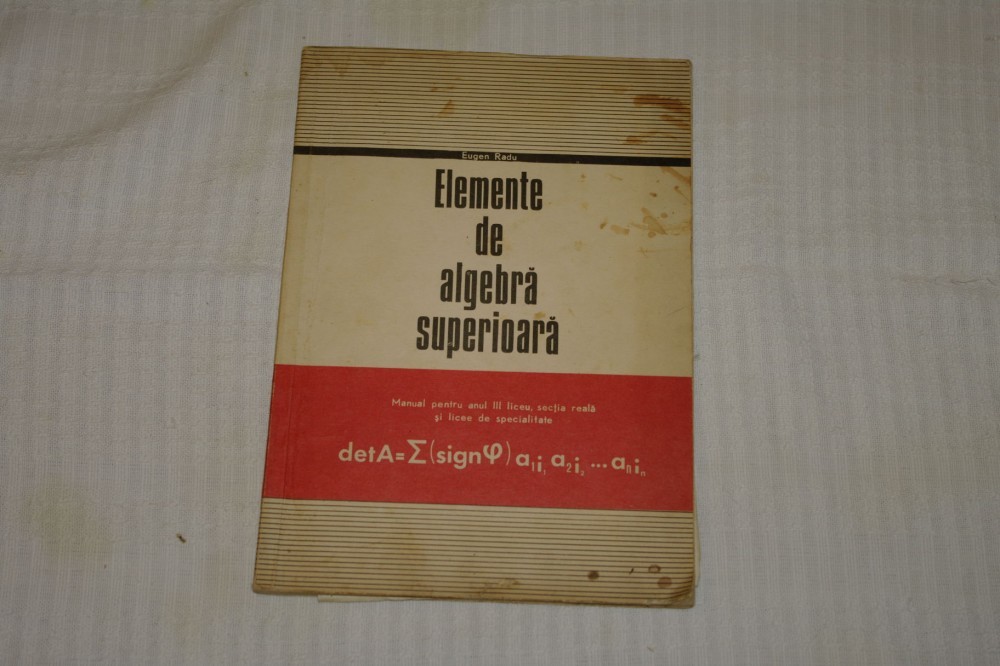 Eugen Radu
Elemente
de
algebră
superioară
Manual pentru anul III liceu, secția reală
și licee de specialitate
detA=Σ(signφ)a₁i₁ a₂i₂ ...aₙiₙ